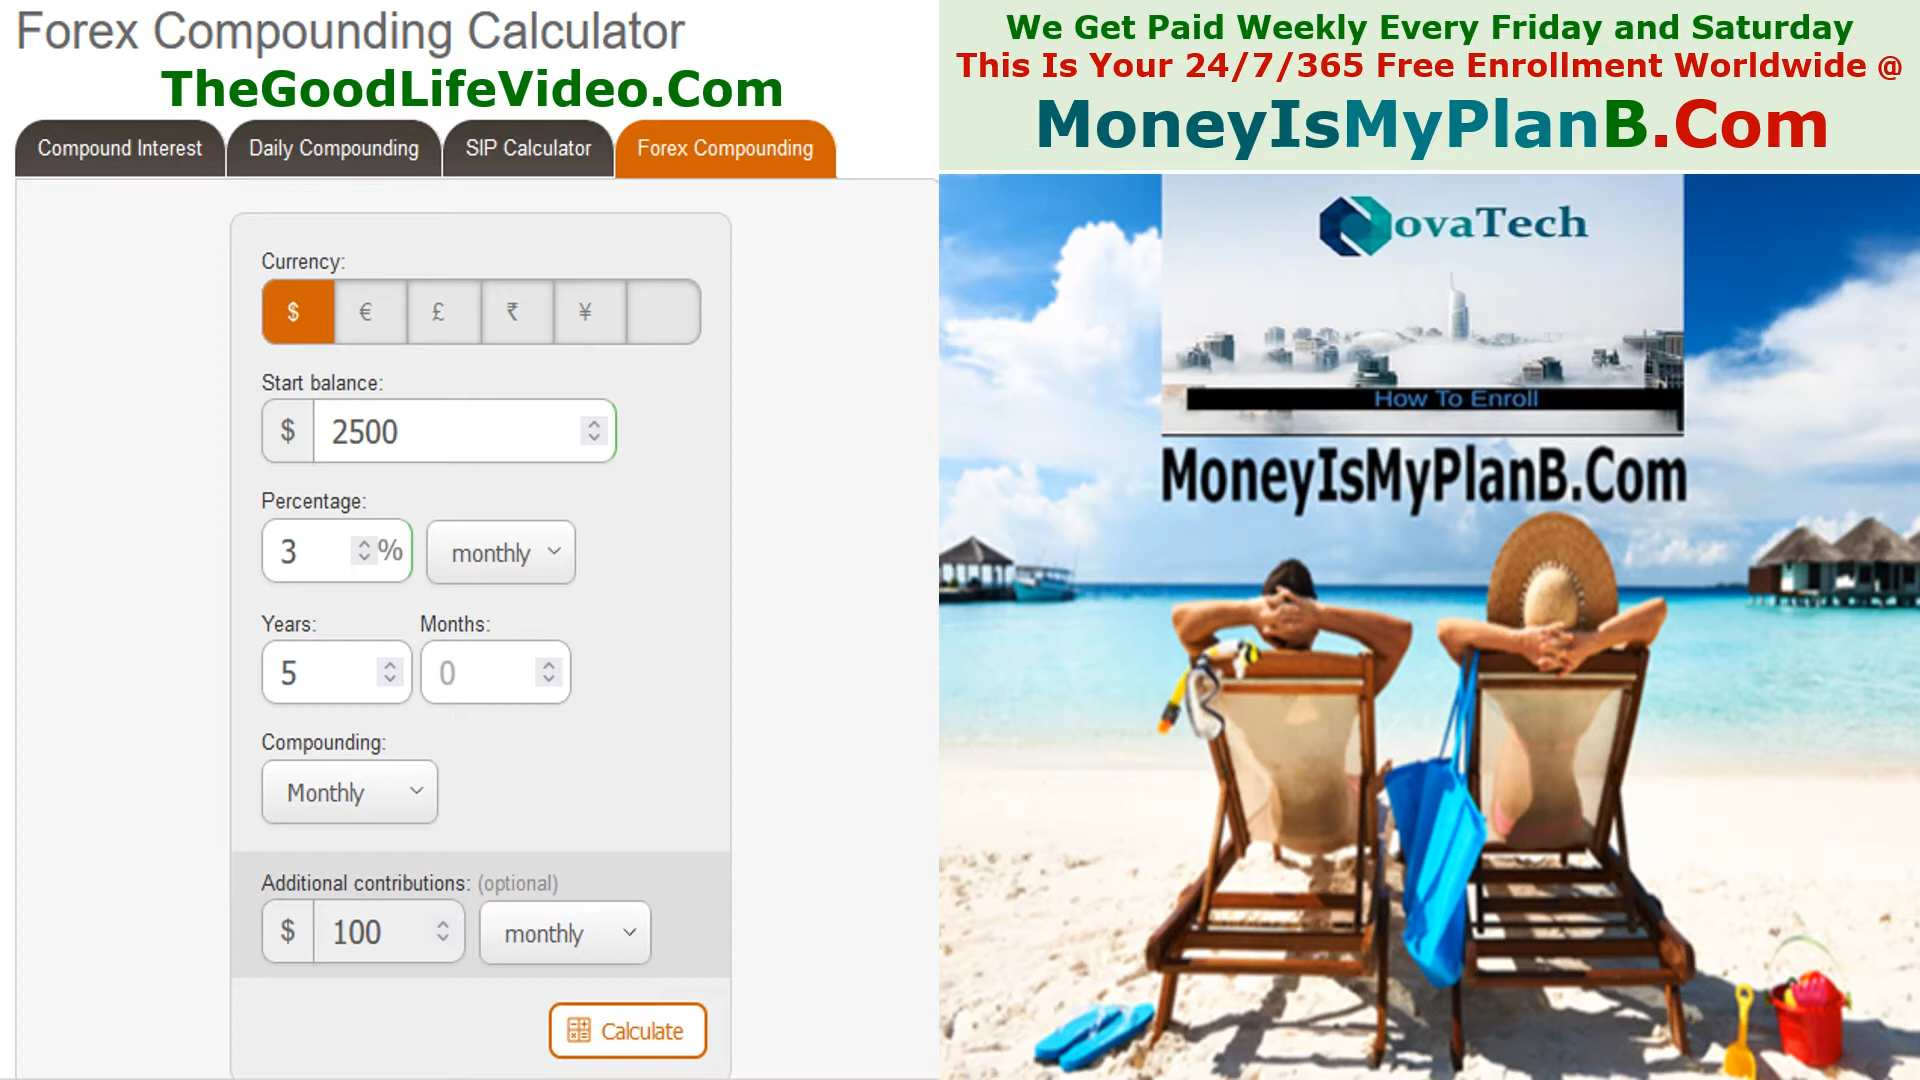 Forex Compounding Calculator
TheGoodLifeVideo.Com
Compound Interest
Daily Compounding
SIP Calculator
Forex Compounding
Currency:
$ € £ ₹ ¥
Start balance:
$ 2500
Percentage:
3 % monthly
Years: Months:
5 0
Compounding:
Monthly
Additional contributions: (optional)
$ 100 monthly
Calculate
We Get Paid Weekly Every Friday and Saturday
This Is Your 24/7/365 Free Enrollment Worldwide @
MoneyIsMyPlanB.Com
NovaTech
How To Enroll
MoneyIsMyPlanB.Com